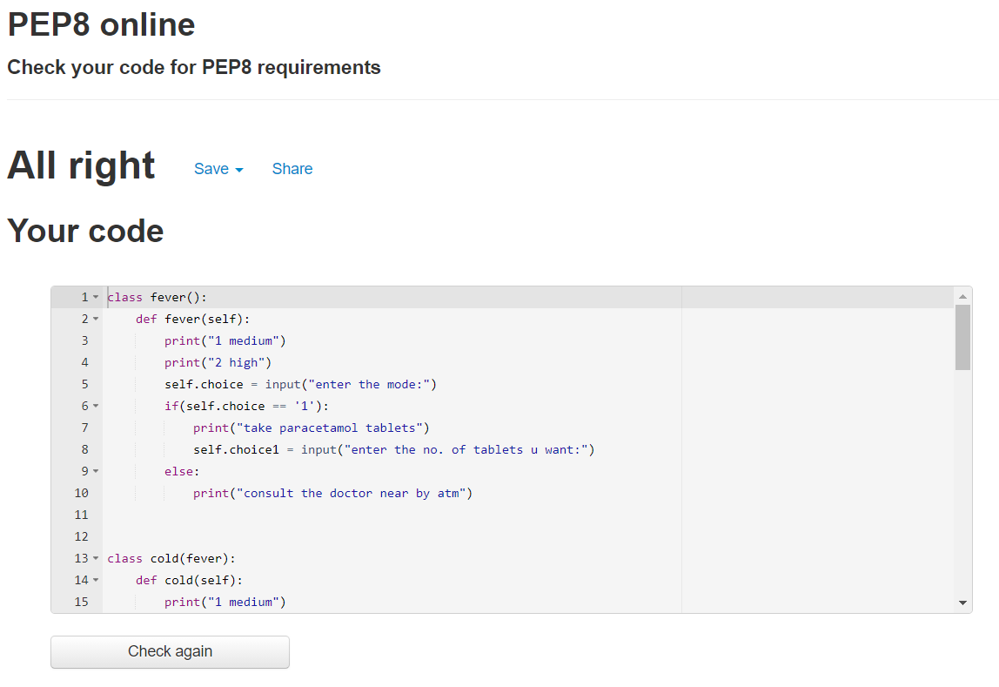 PEP8 online
Check your code for PEP8 requirements
All right Save Share
Your code
1 class fever():
2     def fever(self):
3         print("1 medium")
4         print("2 high")
5         self.choice = input("enter the mode:")
6         if(self.choice == '1'):
7             print("take paracetamol tablets")
8             self.choice1 = input("enter the no. of tablets u want:")
9         else:
10             print("consult the doctor near by atm")
11
12
13 class cold(fever):
14     def cold(self):
15         print("1 medium")
Check again